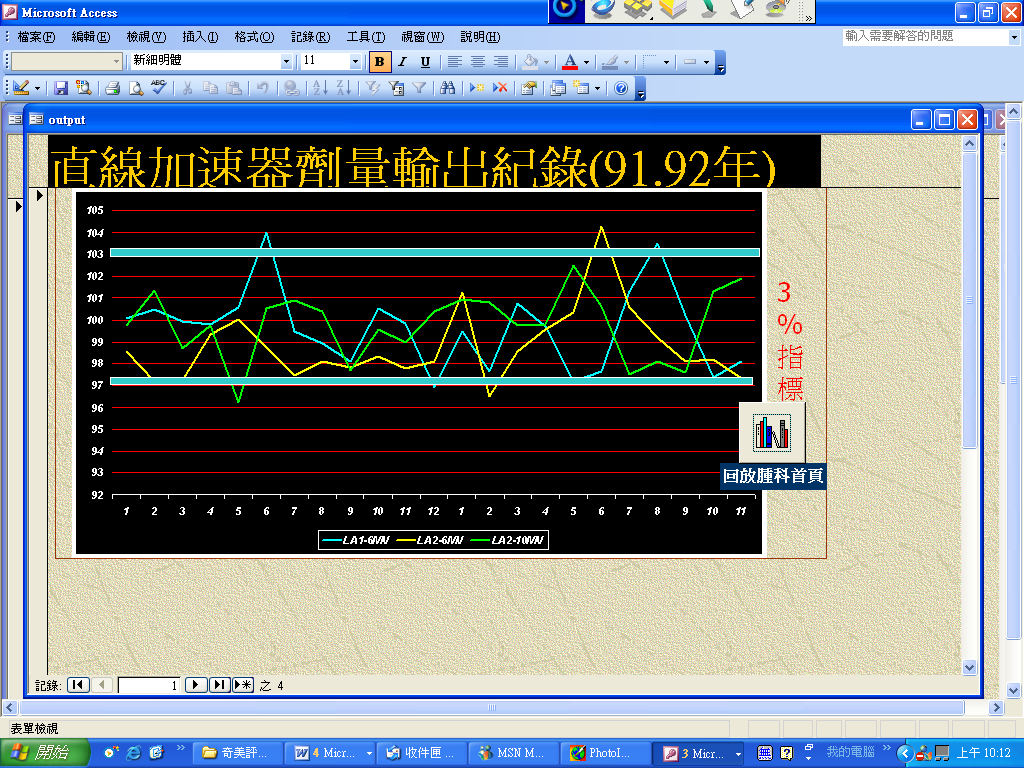 Microsoft Access
檔案(F) 編輯(E) 檢視(V) 插入(I) 格式(O) 記錄(R) 工具(T) 視窗(W) 說明(H)
輸入需要解答的問題
新細明體 11 B I U
output
直線加速器劑量輸出紀錄(91.92年)
105
104
103
102
101
100
99
98
97
96
95
94
93
92
1 2 3 4 5 6 7 8 9 10 11 12 1 2 3 4 5 6 7 8 9 10 11
LA1-6MV LA2-6MV LA2-10MV
3
%
指
標
回放腫科首頁
記錄: 1 之 4
表單檢視
開始 奇美評... 4 Micr... 收件匣 ... MSN M... PhotoI... 3 Micr... 我的電腦 上午 10:12